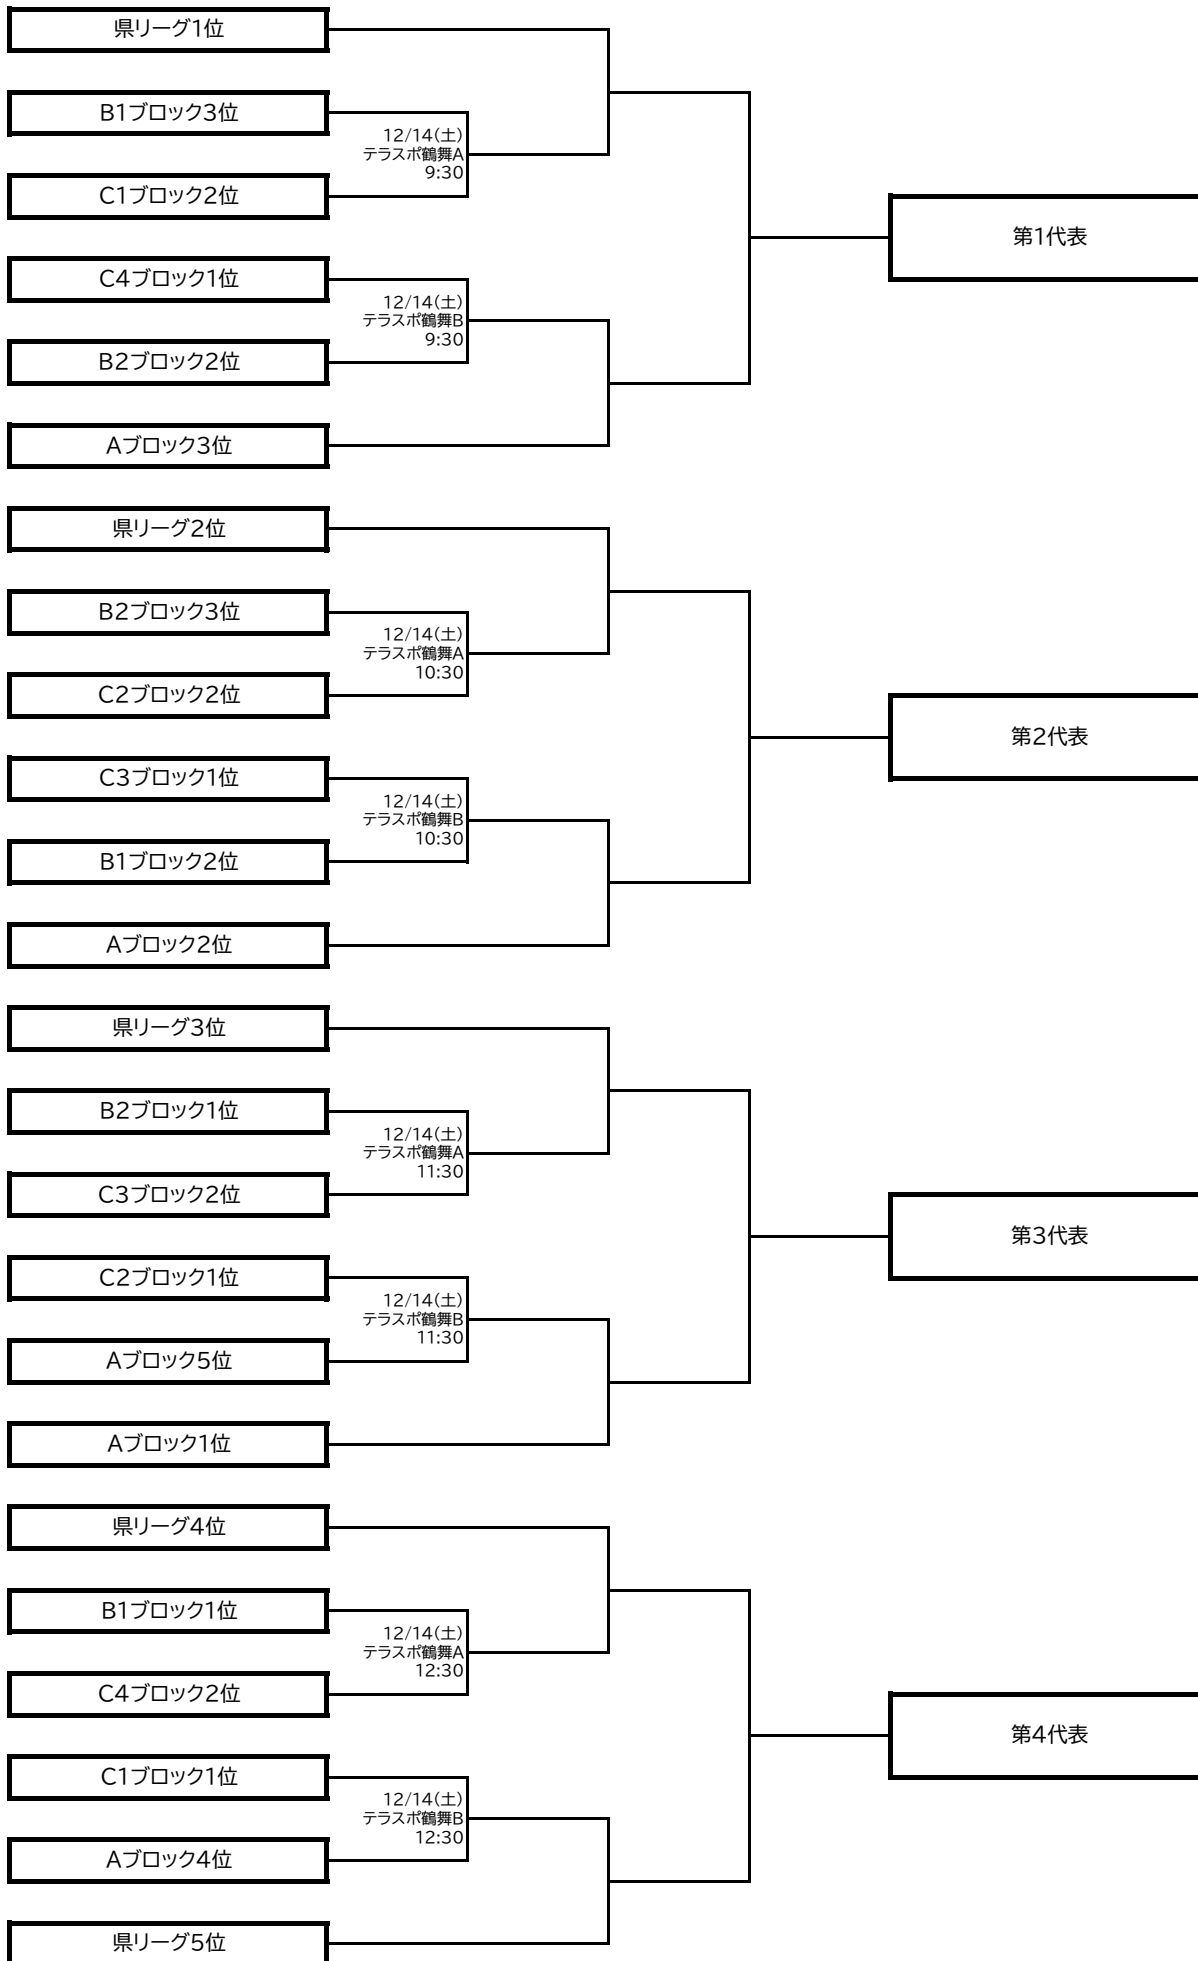 県リーグ1位
B1ブロック3位
12/14(土)
テラスポ鶴舞A
9:30
C1ブロック2位
第1代表
C4ブロック1位
12/14(土)
テラスポ鶴舞B
9:30
B2ブロック2位
Aブロック3位
県リーグ2位
B2ブロック3位
12/14(土)
テラスポ鶴舞A
10:30
C2ブロック2位
第2代表
C3ブロック1位
12/14(土)
テラスポ鶴舞B
10:30
B1ブロック2位
Aブロック2位
県リーグ3位
B2ブロック1位
12/14(土)
テラスポ鶴舞A
11:30
C3ブロック2位
第3代表
C2ブロック1位
12/14(土)
テラスポ鶴舞B
11:30
Aブロック5位
Aブロック1位
県リーグ4位
B1ブロック1位
12/14(土)
テラスポ鶴舞A
12:30
C4ブロック2位
第4代表
C1ブロック1位
12/14(土)
テラスポ鶴舞B
12:30
Aブロック4位
県リーグ5位